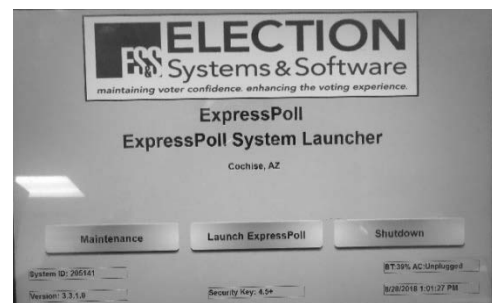 ES&S ELECTION
Systems & Software
maintaining voter confidence. enhancing the voting experience.
ExpressPoll
ExpressPoll System Launcher
Cochise, AZ
Maintenance
Launch ExpressPoll
Shutdown
System ID: 205141
BT:39% AC:Unplugged
Version: 3.3.1.0
Security Key: 4.5+
8/28/2018 1:01:27 PM